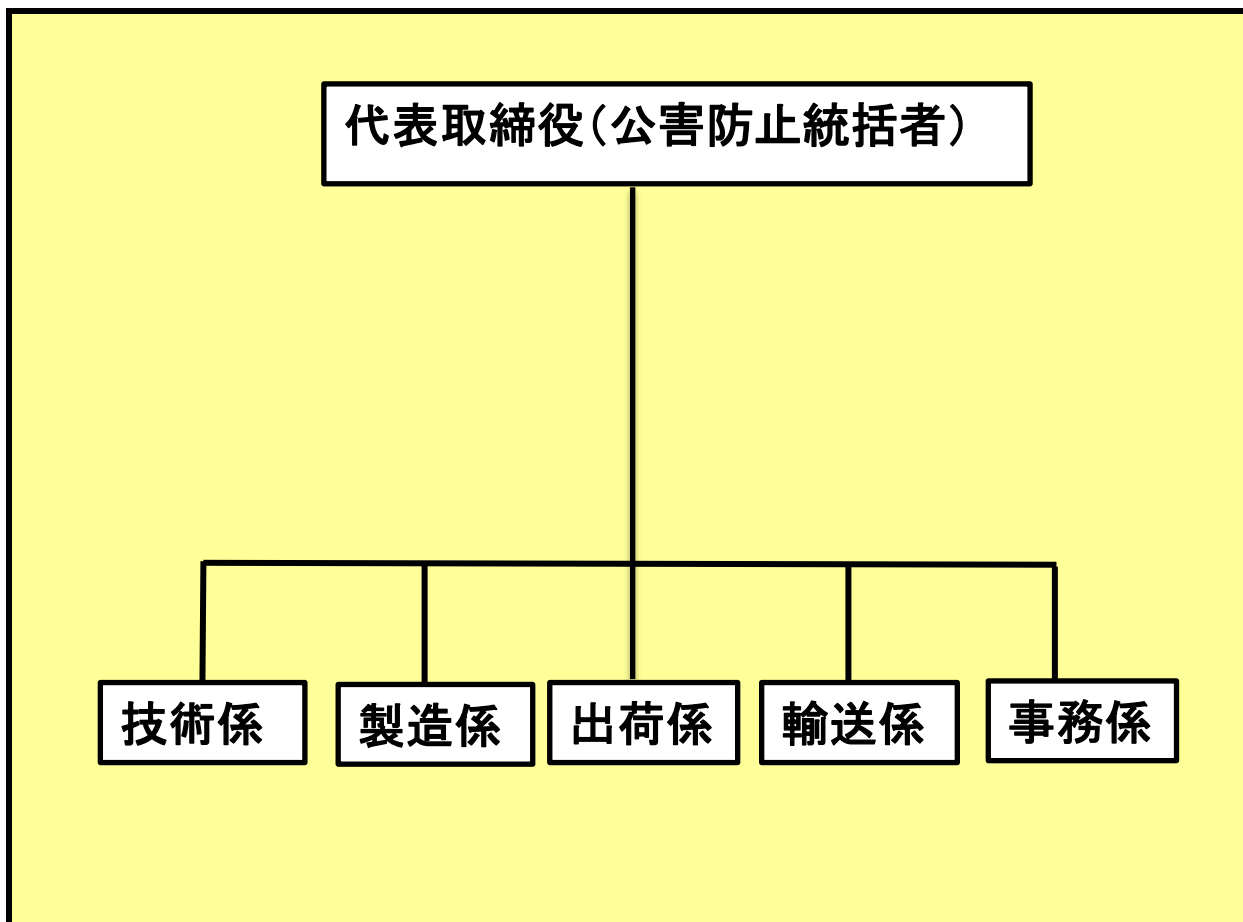 代表取締役（公害防止統括者）
技術係
製造係
出荷係
輸送係
事務係